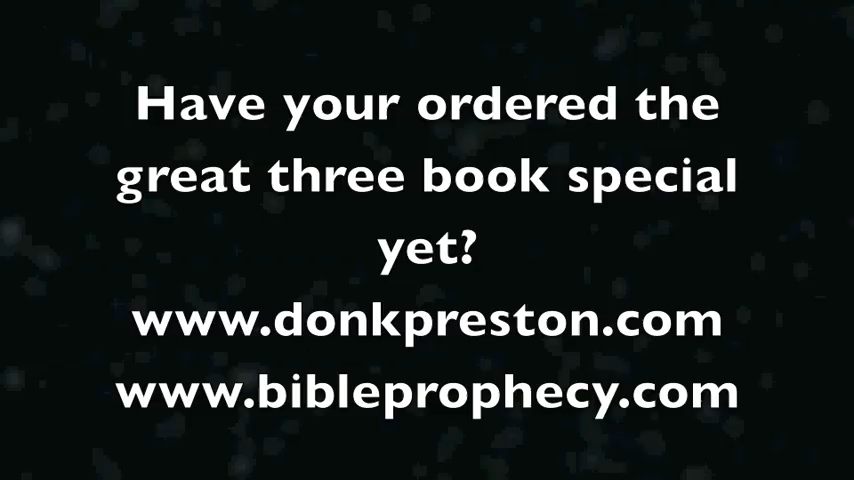 Have your ordered the
great three book special
yet?
www.donkpreston.com
www.bibleprophecy.com